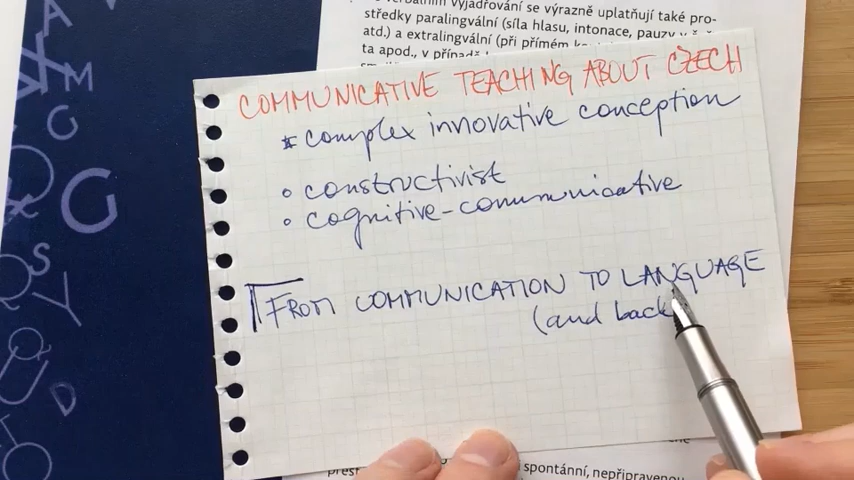 verbálním vyjadřování se výrazně uplatňují také pro-
středky paralingvální (síla hlasu, intonace, pauzy
atd.) a extralingvální (při přímém
ta apod., v případě
COMMUNICATIVE TEACHING ABOUT CZECH
* complex innovative conception
• constructivist
• cognitive-communicative
FROM COMMUNICATION TO LANGUAGE
(and back
spontánní, nepřipravenou
A
M
G
G
S
Y
U
D